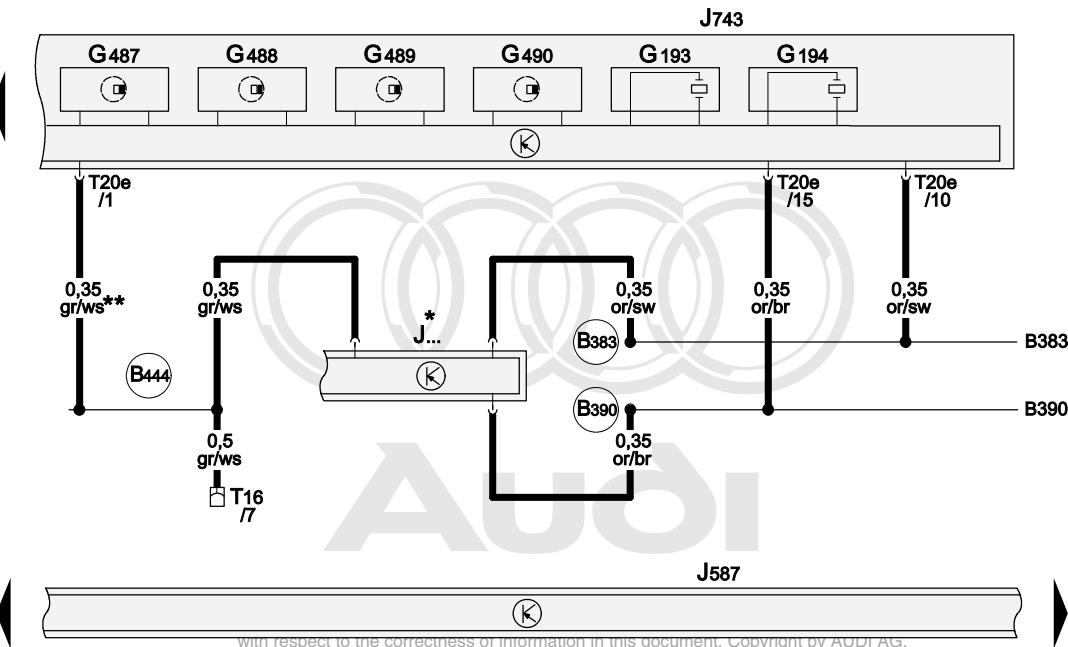 J743
G487 G488 G489 G490 G193 G194
T20e
/1
T20e
/15
T20e
/10
0,35
gr/ws**
0,35
gr/ws
0,35
or/sw
0,35
or/br
0,35
or/sw
*
J...
B383
B383
B444
B390
B390
0,5
gr/ws
0,35
or/br
T16
/7
Audi
J587
with respect to the correctness of information in this document. Copyright by AUDI AG.